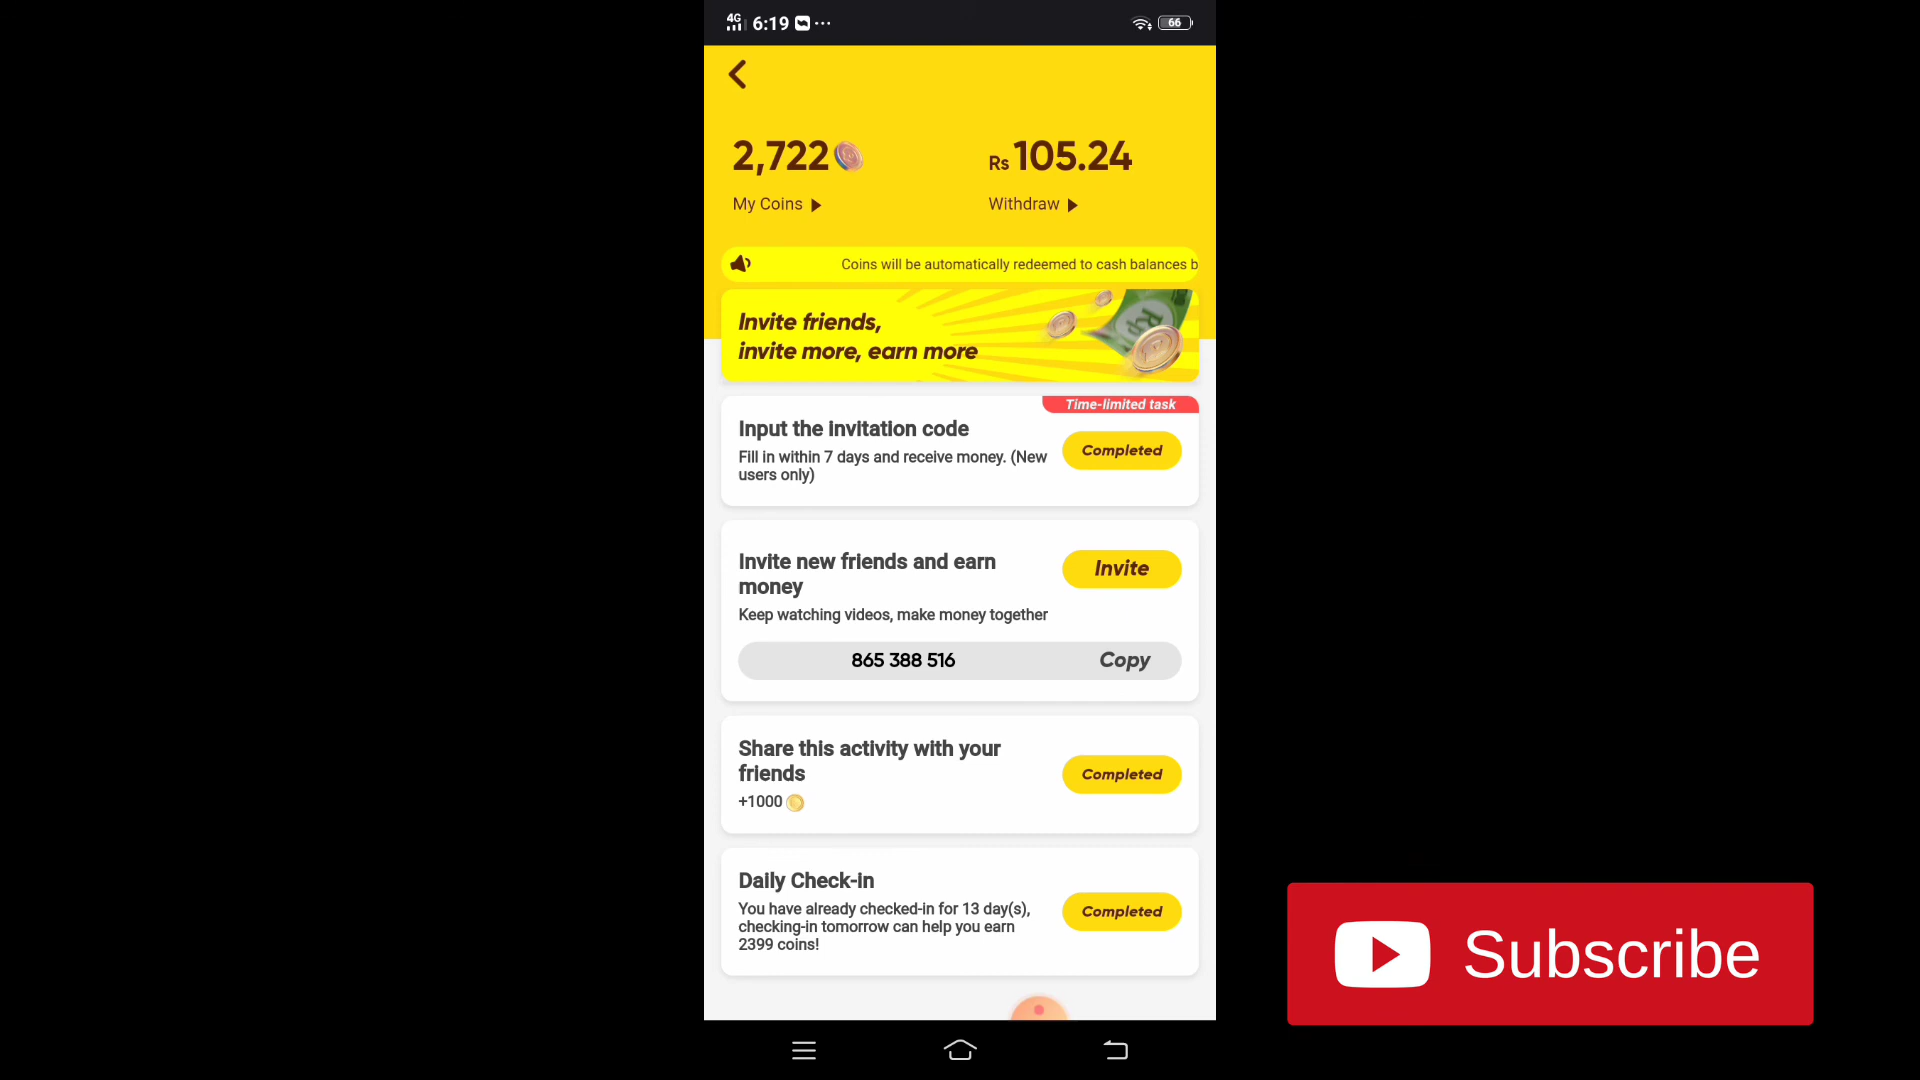 4G 6:19 ... 66
2,722
Rs 105.24
My Coins
Withdraw
Coins will be automatically redeemed to cash balances b
Invite friends,
invite more, earn more
Rp
Time-limited task
Input the invitation code
Fill in within 7 days and receive money. (New
users only)
Completed
Invite new friends and earn
money
Invite
Keep watching videos, make money together
865 388 516
Copy
Share this activity with your
friends
+1000
Completed
Daily Check-in
You have already checked-in for 13 day(s),
checking-in tomorrow can help you earn
2399 coins!
Completed
Subscribe